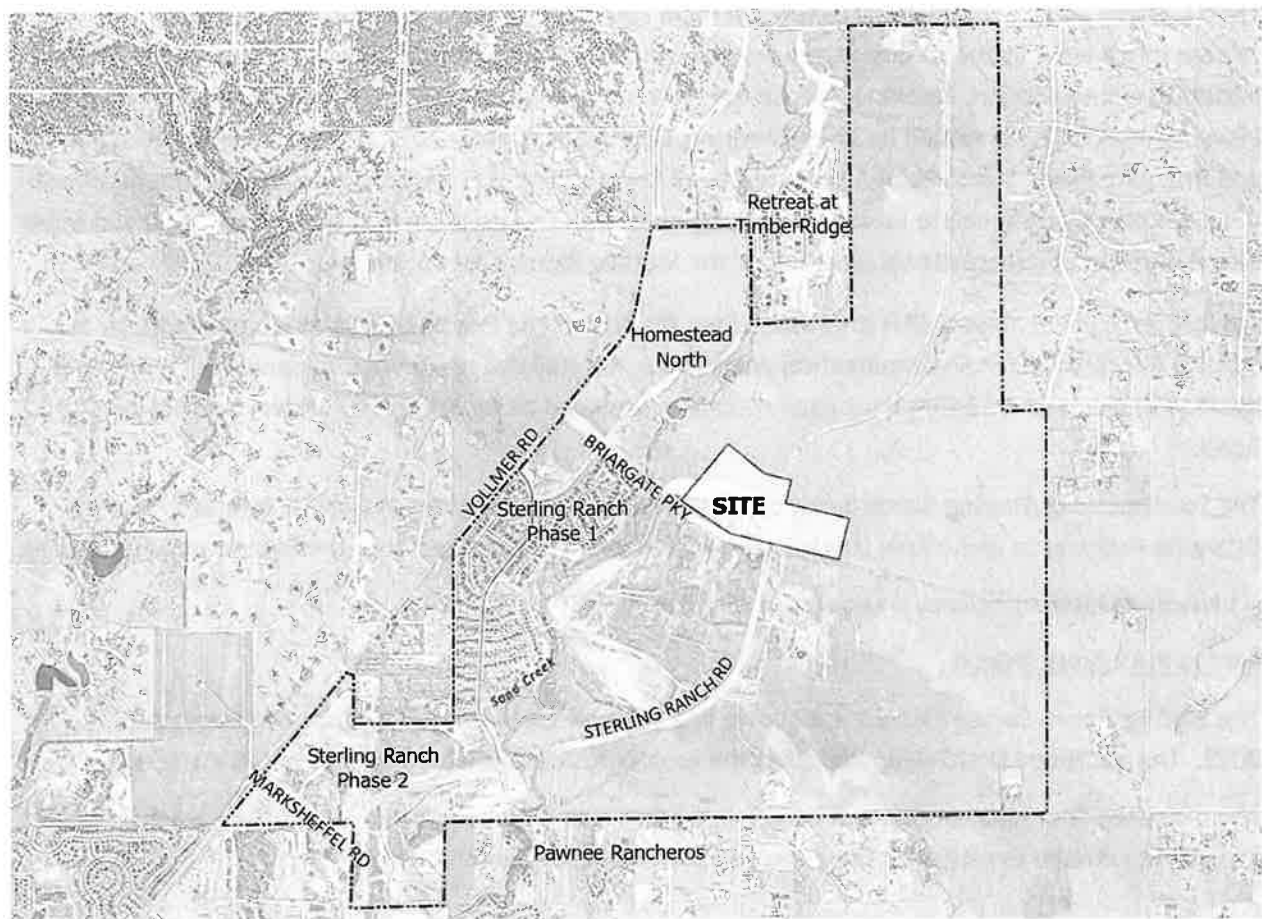 Retreat at
TimberRidge
Homestead
North
VOLLMER RD
BRIARGATE PKY
SITE
Sterling Ranch
Phase 1
Sand Creek
STERLING RANCH RD
Sterling Ranch
Phase 2
MARKSHEFFEL RD
Pawnee Rancheros